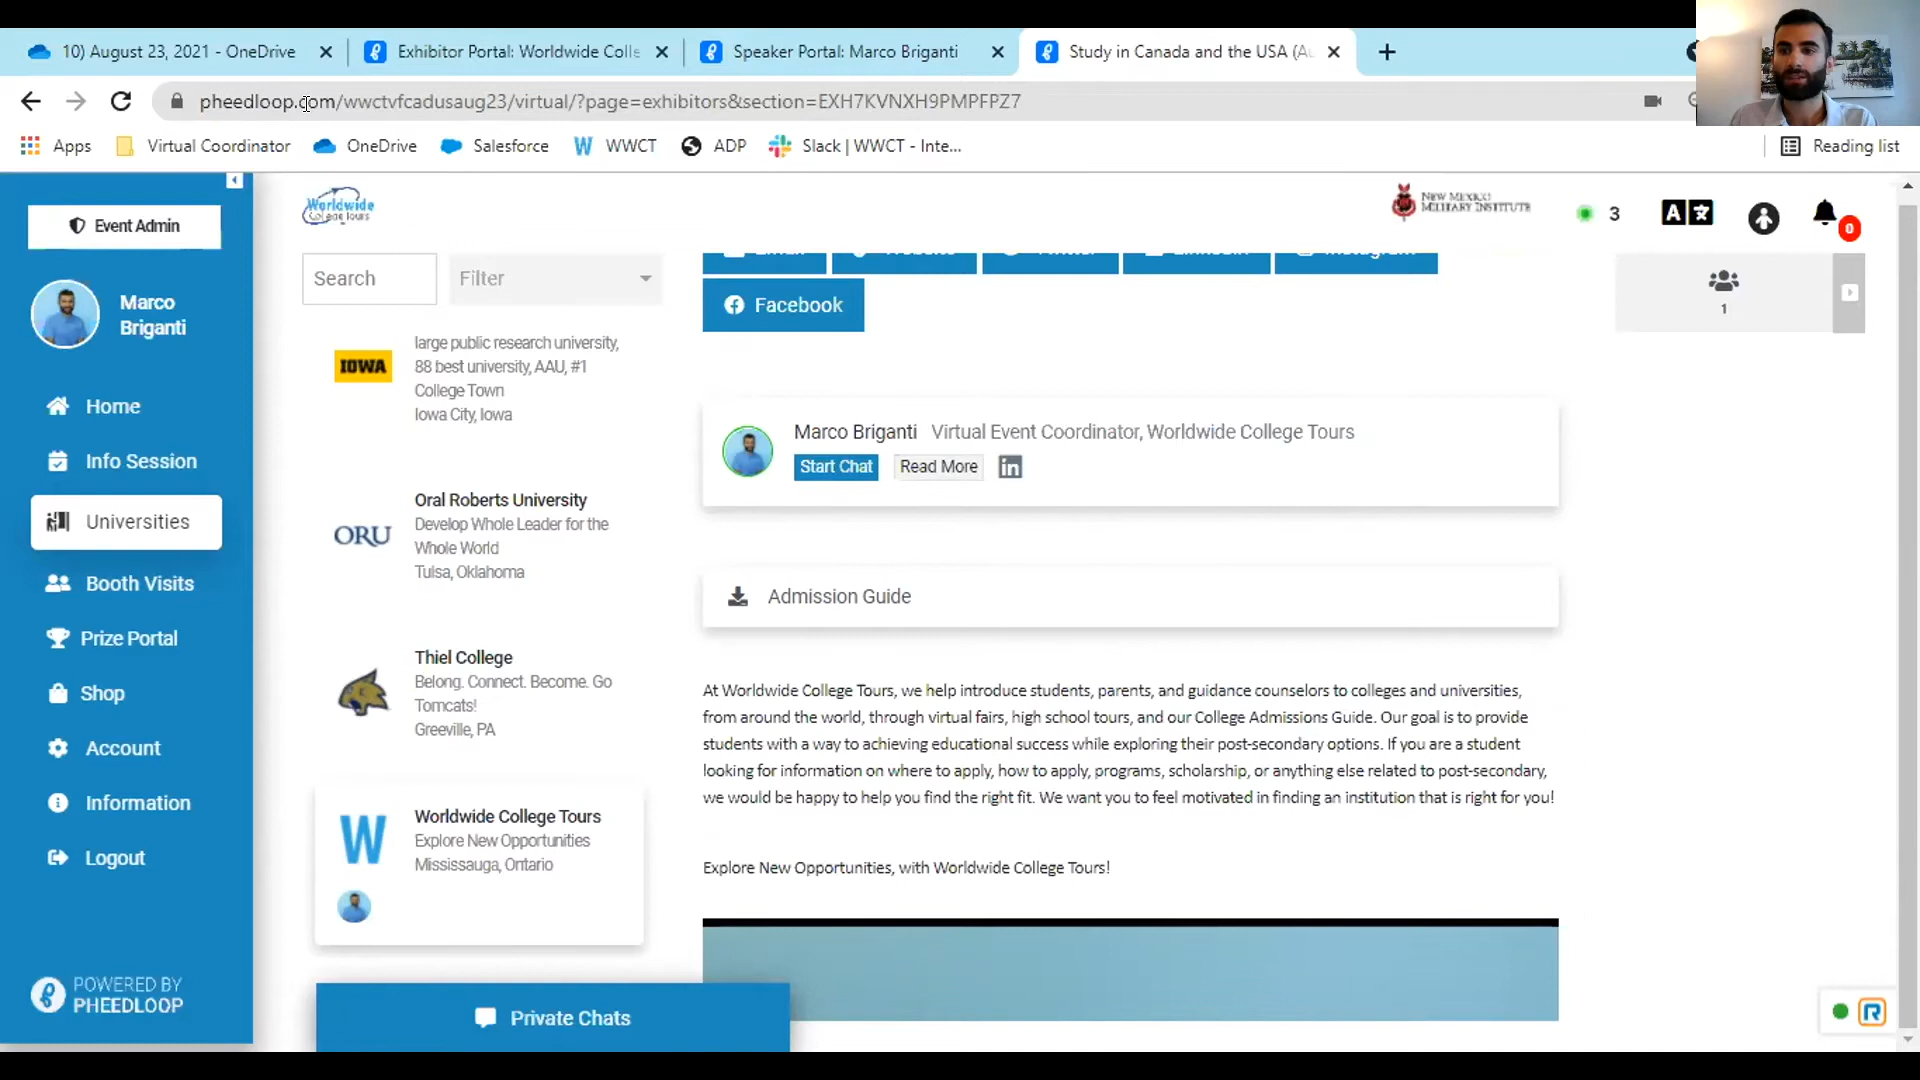 10) August 23, 2021 - OneDrive
Exhibitor Portal: Worldwide Colle
Speaker Portal: Marco Briganti
Study in Canada and the USA (Au
pheedloop.com/wwctvfcadusaug23/virtual/?page=exhibitors&section=EXH7KVNXH9PMPFPZ7
Apps
Virtual Coordinator
OneDrive
Salesforce
WWCT
ADP
Slack | WWCT - Inte...
Reading list
Event Admin
Marco
Briganti
Home
Info Session
Universities
Booth Visits
Prize Portal
Shop
Account
Information
Logout
POWERED BY
PHEEDLOOP
Worldwide
College Tours
NEW MEXICO
MILITARY INSTITUTE
3
A
0
Search
Filter
IOWA
large public research university,
88 best university, AAU, #1
College Town
Iowa City, Iowa
ORU
Oral Roberts University
Develop Whole Leader for the
Whole World
Tulsa, Oklahoma
Thiel College
Belong. Connect. Become. Go
Tomcats!
Greeville, PA
W
Worldwide College Tours
Explore New Opportunities
Mississauga, Ontario
Private Chats
Facebook
1
Marco Briganti Virtual Event Coordinator, Worldwide College Tours
Start Chat
Read More
in
Admission Guide
At Worldwide College Tours, we help introduce students, parents, and guidance counselors to colleges and universities,
from around the world, through virtual fairs, high school tours, and our College Admissions Guide. Our goal is to provide
students with a way to achieving educational success while exploring their post-secondary options. If you are a student
looking for information on where to apply, how to apply, programs, scholarship, or anything else related to post-secondary,
we would be happy to help you find the right fit. We want you to feel motivated in finding an institution that is right for you!
Explore New Opportunities, with Worldwide College Tours!
R